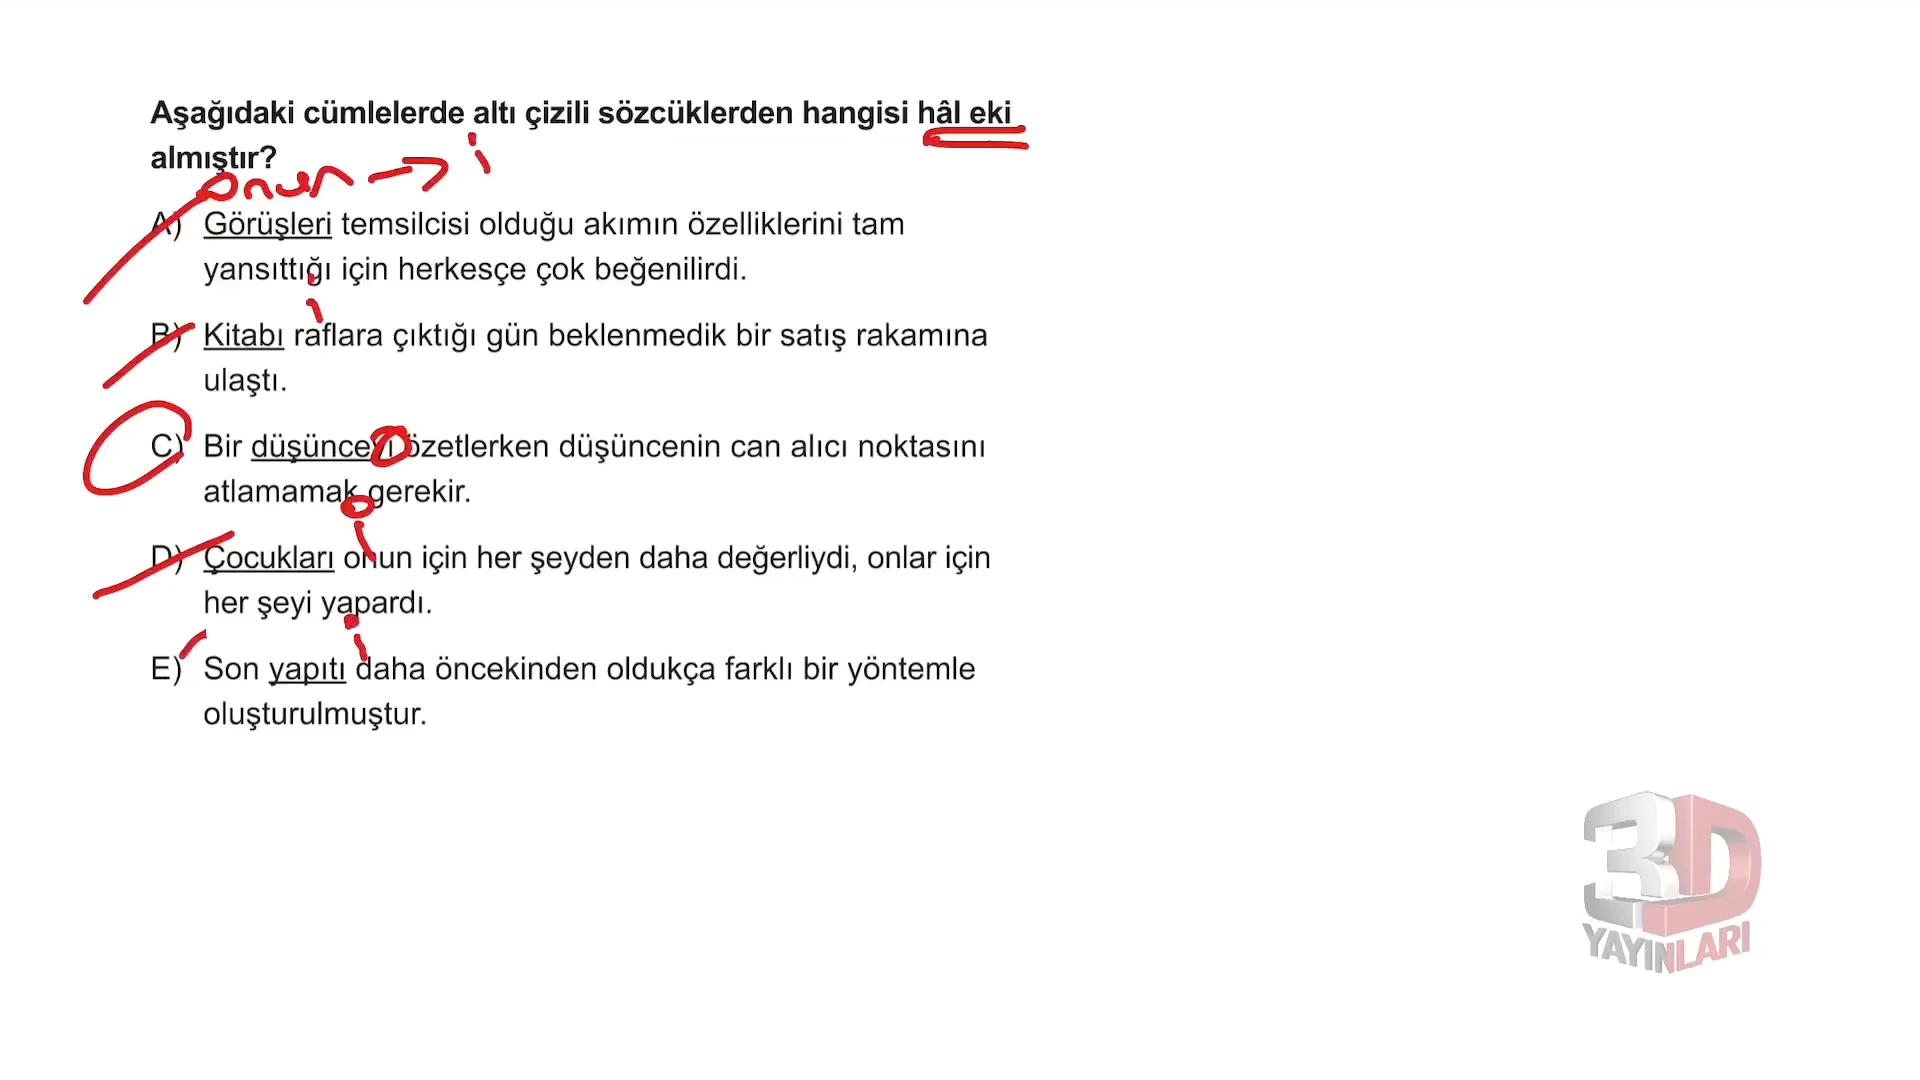 Aşağıdaki cümlelerde altı çizili sözcüklerden hangisi hâl eki
almıştır?
onun → i
A) Görüşleri temsilcisi olduğu akımın özelliklerini tam
yansıttığı için herkesçe çok beğenilirdi.
B) Kitabı raflara çıktığı gün beklenmedik bir satış rakamına
ulaştı.
C) Bir düşünceyi özetlerken düşüncenin can alıcı noktasını
atlamamak gerekir.
D) Çocukları onun için her şeyden daha değerliydi, onlar için
her şeyi yapardı.
E) Son yapıtı daha öncekinden oldukça farklı bir yöntemle
oluşturulmuştur.
3D
YAYINLARI